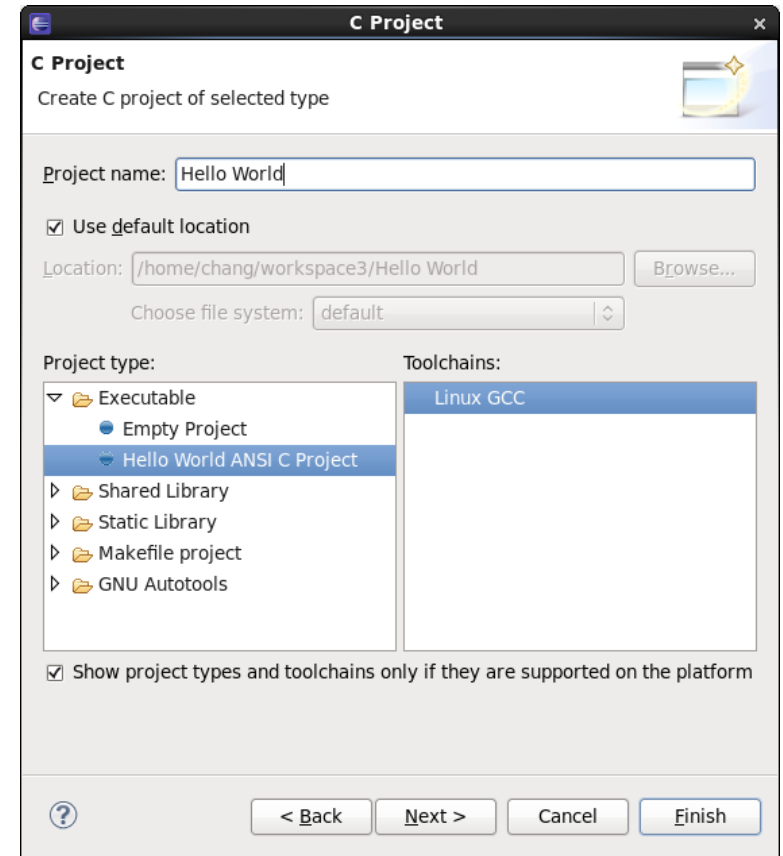 C Project
C Project
Create C project of selected type
Project name: Hello World
Use default location
Location: /home/chang/workspace3/Hello World Browse...
Choose file system: default
Project type: Toolchains:
Executable Linux GCC
Empty Project
Hello World ANSI C Project
Shared Library
Static Library
Makefile project
GNU Autotools
Show project types and toolchains only if they are supported on the platform
? < Back Next > Cancel Finish